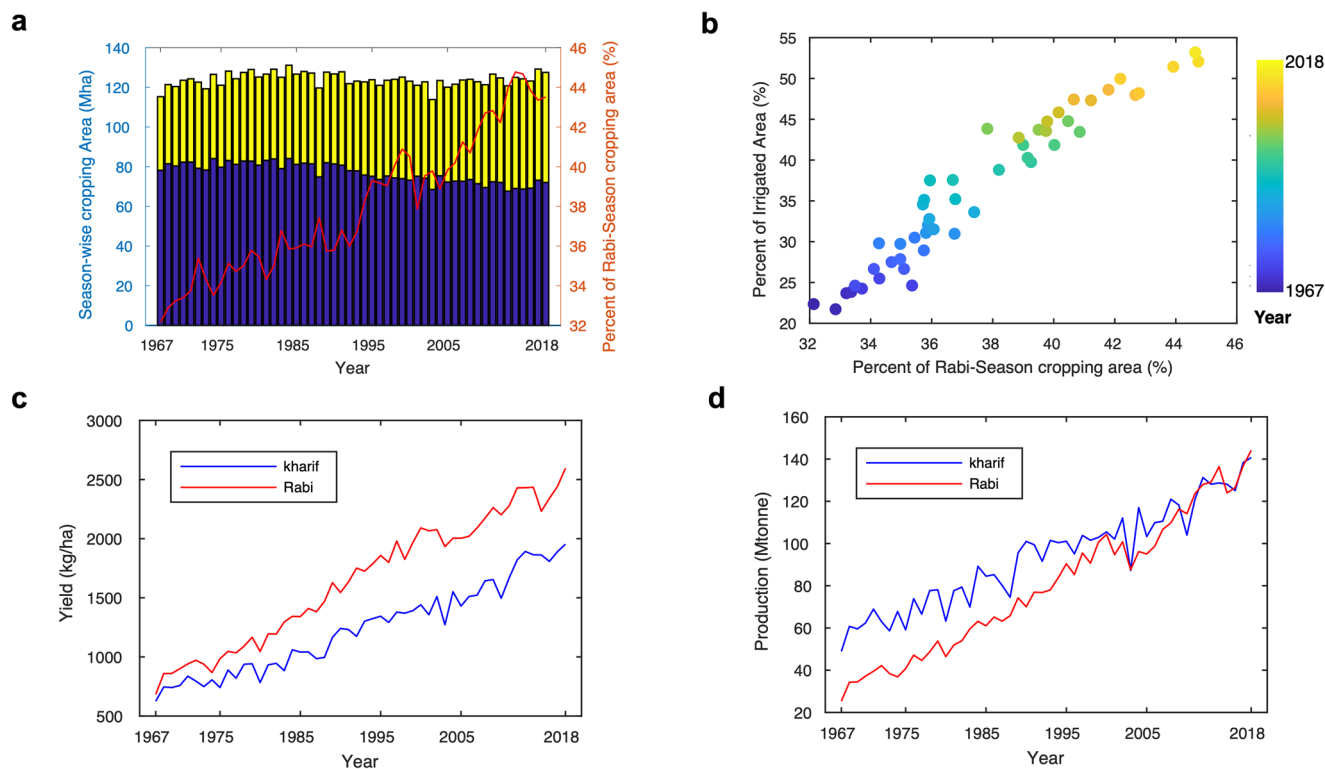 a
Season-wise cropping Area (Mha)
140
120
100
80
60
40
20
0
46
44
42
40
38
36
34
32
Percent of Rabi-Season cropping area (%)
1967 1975 1985 1995 2005 2018
Year
b
Percent of Irrigated Area (%)
55
50
45
40
35
30
25
20
32 34 36 38 40 42 44 46
Percent of Rabi-Season cropping area (%)
2018
1967
Year
c
Yield (kg/ha)
3000
2500
2000
1500
1000
500
kharif
Rabi
1967 1975 1985 1995 2005 2018
Year
d
Production (Mtonne)
160
140
120
100
80
60
40
20
kharif
Rabi
1967 1975 1985 1995 2005 2018
Year